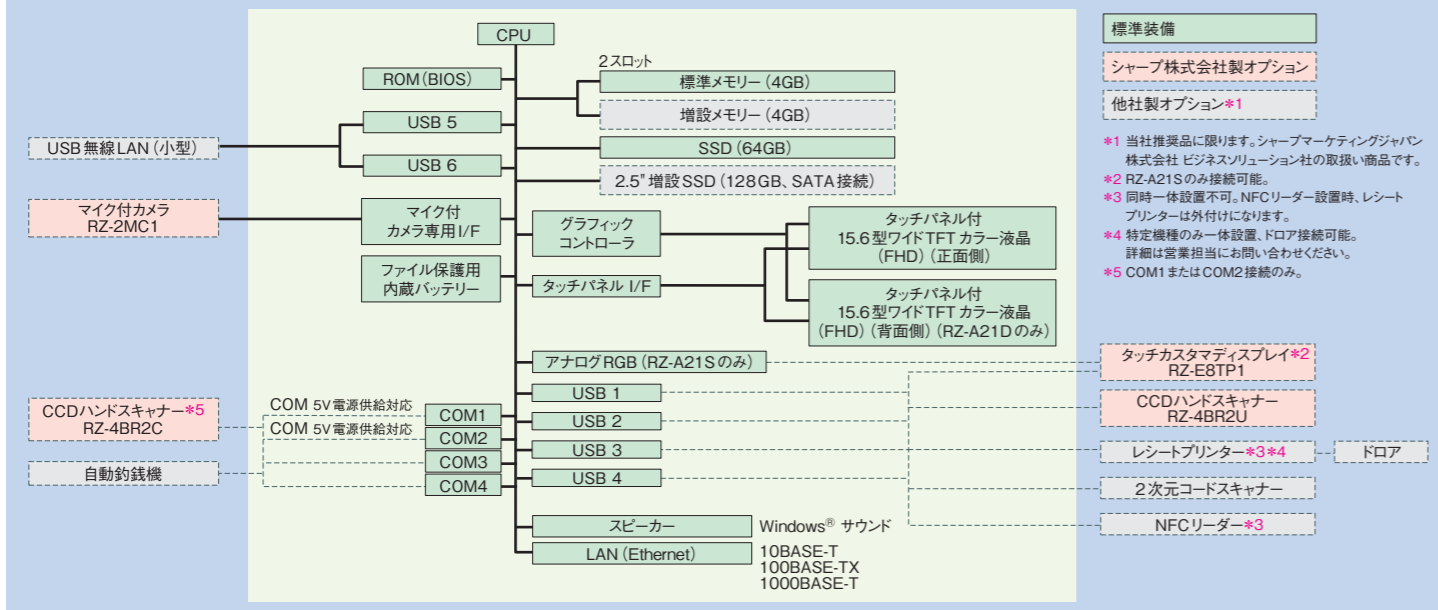 CPU
ROM(BIOS)
2スロット
標準メモリー(4GB)
増設メモリー(4GB)
USB 5
USB 6
USB無線LAN(小型)
SSD(64GB)
2.5"増設SSD(128GB、SATA接続)
マイク付カメラ
RZ-2MC1
マイク付
カメラ専用I/F
グラフィック
コントローラ
タッチパネル付
15.6型ワイドTFTカラー液晶
(FHD)(正面側)
ファイル保護用
内蔵バッテリー
タッチパネル I/F
タッチパネル付
15.6型ワイドTFTカラー液晶
(FHD)(背面側)(RZ-A21Dのみ)
アナログRGB(RZ-A21Sのみ)
USB 1
USB 2
USB 3
USB 4
CCDハンドスキャナー*5
RZ-4BR2C
自動釣銭機
COM 5V電源供給対応
COM 5V電源供給対応
COM1
COM2
COM3
COM4
スピーカー
Windows® サウンド
LAN(Ethernet)
10BASE-T
100BASE-TX
1000BASE-T
標準装備
シャープ株式会社製オプション
他社製オプション*1
*1 当社推奨品に限ります。シャープマーケティングジャパン
株式会社 ビジネスソリューション社の取扱い商品です。
*2 RZ-A21Sのみ接続可能。
*3 同時一体設置不可。NFCリーダー設置時、レシート
プリンターは外付けになります。
*4 特定機種のみ一体設置、ドロア接続可能。
詳細は営業担当にお問い合わせください。
*5 COM1またはCOM2接続のみ。
タッチカスタマディスプレイ*2
RZ-E8TP1
CCDハンドスキャナー
RZ-4BR2U
レシートプリンター*3*4
ドロア
2次元コードスキャナー
NFCリーダー*3